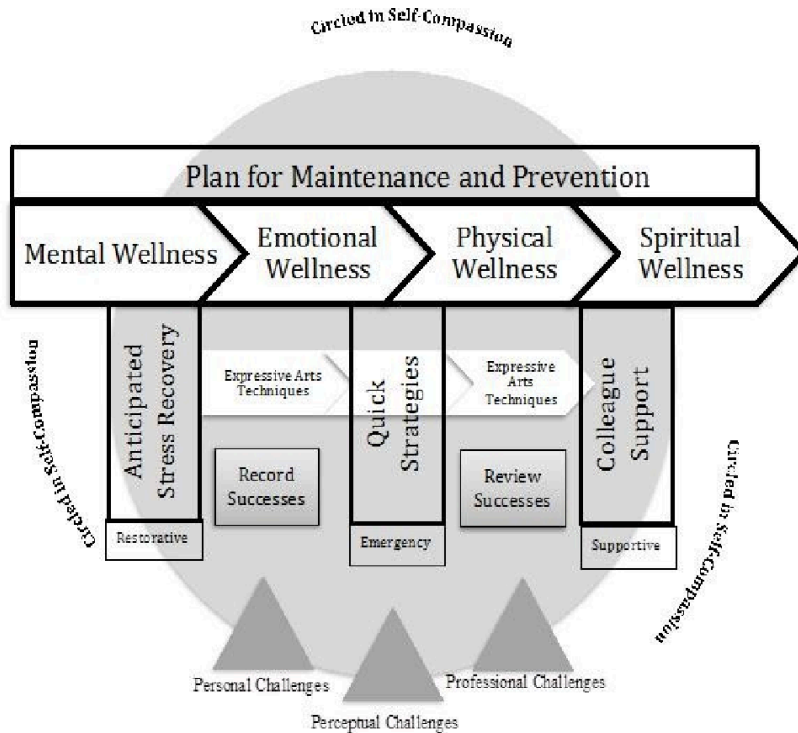 Circled in Self-Compassion
Plan for Maintenance and Prevention
Mental Wellness
Emotional
Wellness
Physical
Wellness
Spiritual
Wellness
Anticipated
Stress Recovery
Expressive Arts
Techniques
Quick
Strategies
Expressive
Arts
Techniques
Colleague
Support
Record
Successes
Review
Successes
Restorative
Emergency
Supportive
Circled in Self-Compassion
Circled in Self-Compassion
Personal Challenges
Perceptual Challenges
Professional Challenges